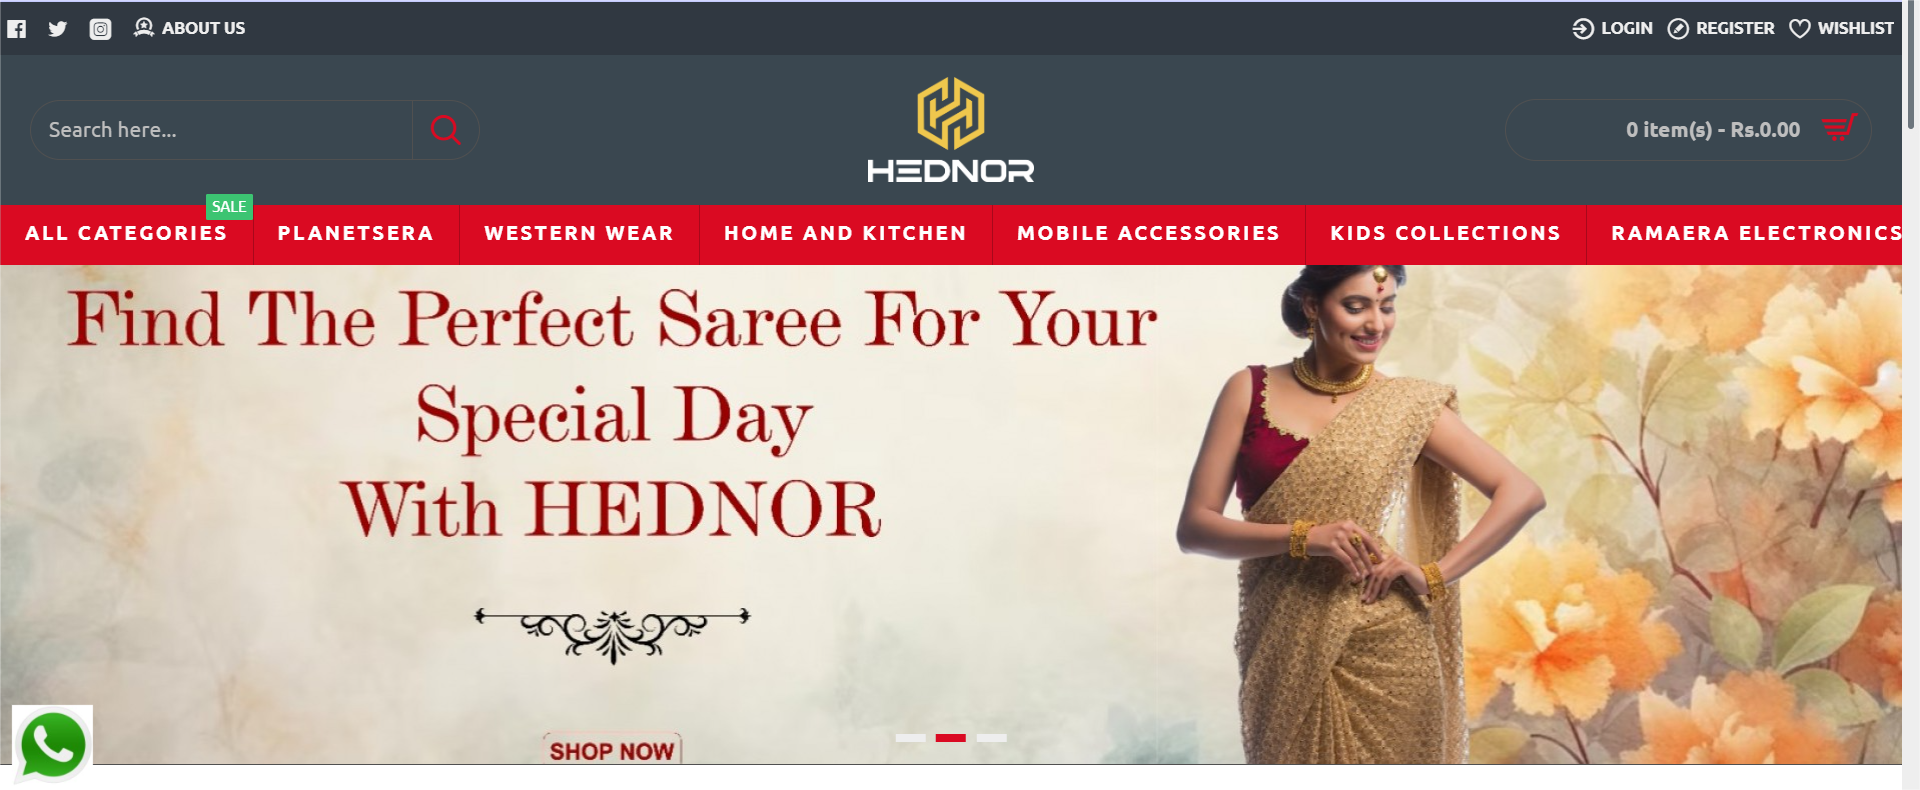 ABOUT US
LOGIN
REGISTER
WISHLIST
Search here...
HEDNOR
0 item(s) - Rs.0.00
SALE
ALL CATEGORIES
PLANETSERA
WESTERN WEAR
HOME AND KITCHEN
MOBILE ACCESSORIES
KIDS COLLECTIONS
RAMAERA ELECTRONICS
Find The Perfect Saree For Your
Special Day
With HEDNOR
SHOP NOW